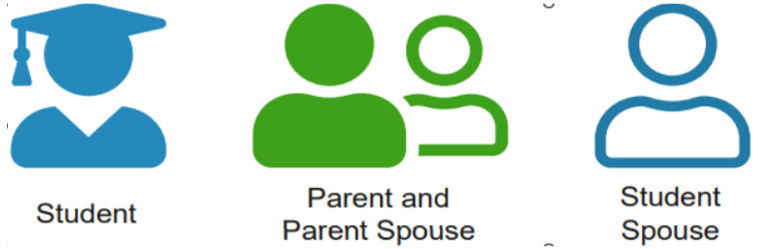 Student
Parent and
Parent Spouse
Student
Spouse